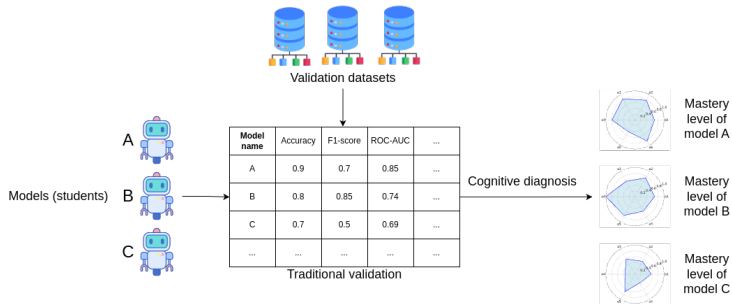 Validation datasets
Models (students)
A
B
C
Model name Accuracy F1-score ROC-AUC ...
A 0.9 0.7 0.85 ...
B 0.8 0.85 0.74 ...
C 0.7 0.5 0.69 ...
... ... ... ... ...
Traditional validation
Cognitive diagnosis
Mastery
level of
model A
Mastery
level of
model B
Mastery
level of
model C